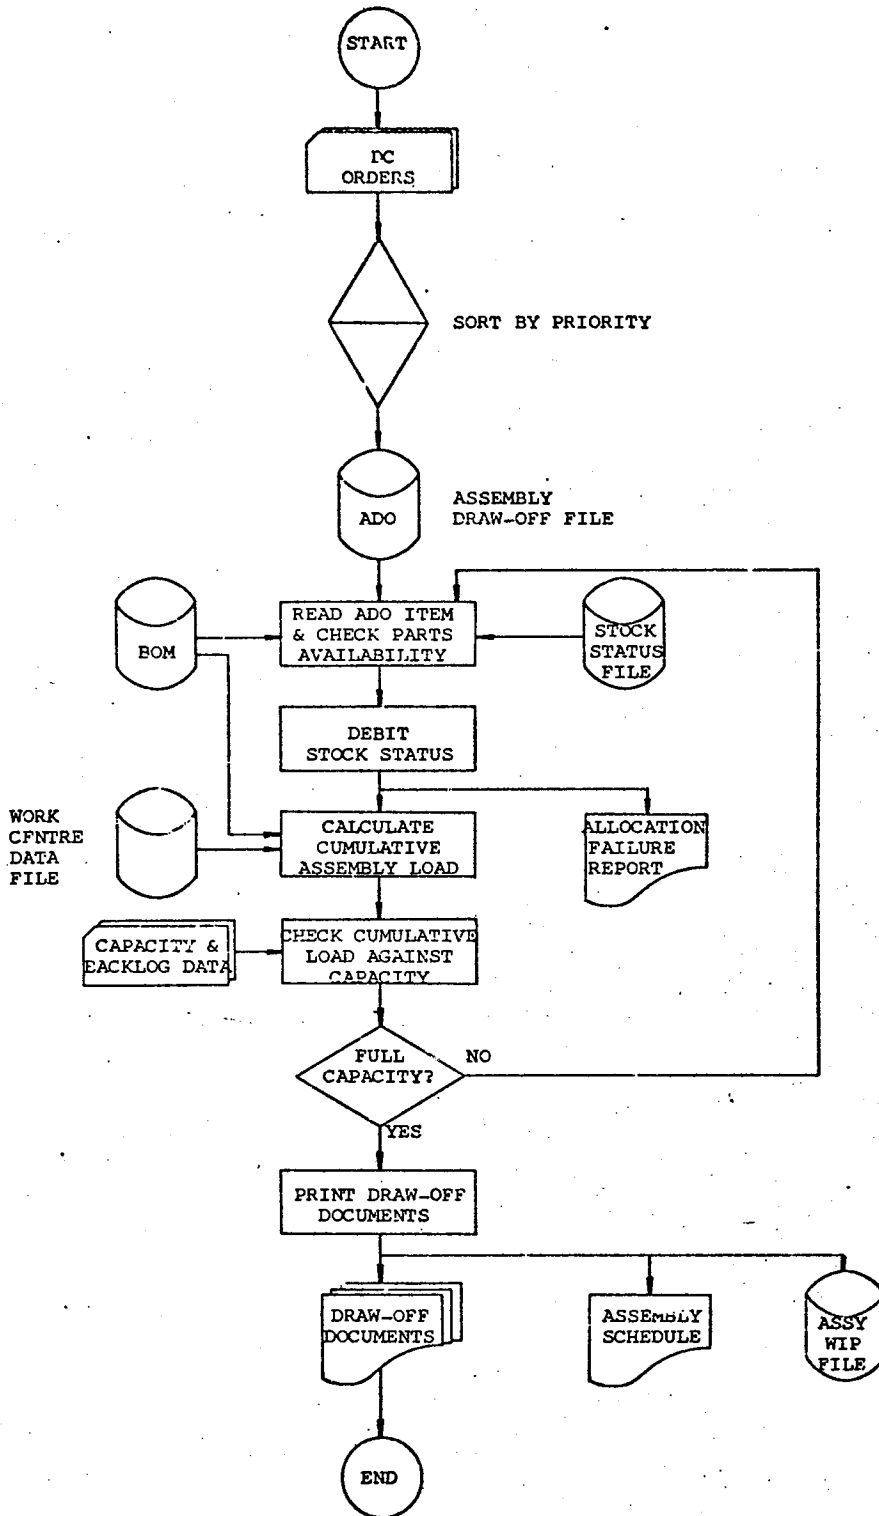 START
DC
ORDERS
SORT BY PRIORITY
ADO
ASSEMBLY
DRAW-OFF FILE
BOM
READ ADO ITEM
& CHECK PARTS
AVAILABILITY
STOCK
STATUS
FILE
DEBIT
STOCK STATUS
WORK
CENTRE
DATA
FILE
CALCULATE
CUMULATIVE
ASSEMBLY LOAD
ALLOCATION
FAILURE
REPORT
CAPACITY &
BACKLOG DATA
CHECK CUMULATIVE
LOAD AGAINST
CAPACITY
FULL
CAPACITY?
NO
YES
PRINT DRAW-OFF
DOCUMENTS
DRAW-OFF
DOCUMENTS
ASSEMBLY
SCHEDULE
ASSY
WIP
FILE
END